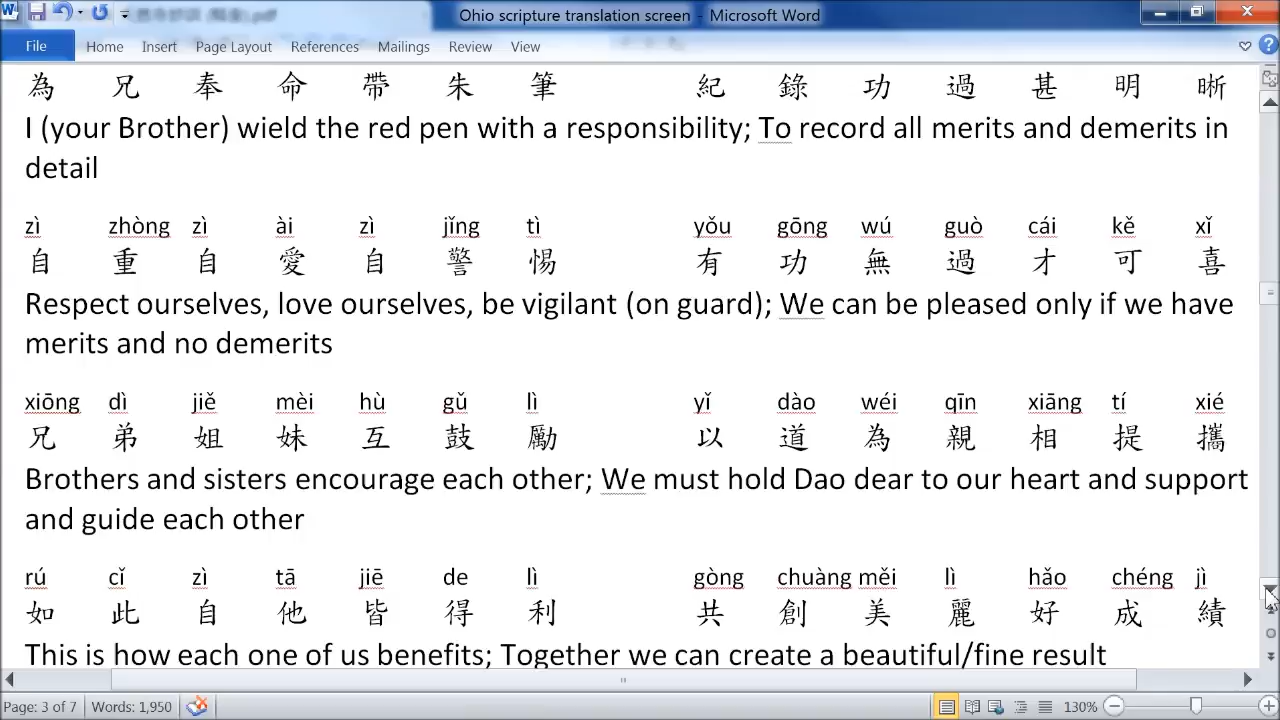 Ohio scripture translation screen - Microsoft Word
File Home Insert Page Layout References Mailings Review View
為 兄 奉 命 帶 朱 筆 紀 錄 功 過 甚 明 晰
I (your Brother) wield the red pen with a responsibility; To record all merits and demerits in
detail
zì zhòng zì ài zì jǐng tì yǒu gōng wú guò cái kě xǐ
自 重 自 愛 自 警 惕 有 功 無 過 才 可 喜
Respect ourselves, love ourselves, be vigilant (on guard); We can be pleased only if we have
merits and no demerits
xiōng dì jiě mèi hù gǔ lì yǐ dào wéi qīn xiāng tí xié
兄 弟 姐 妹 互 鼓 勵 以 道 為 親 相 提 攜
Brothers and sisters encourage each other; We must hold Dao dear to our heart and support
and guide each other
rú cǐ zì tā jiē de lì gòng chuàng měi lì hǎo chéng jì
如 此 自 他 皆 得 利 共 創 美 麗 好 成 績
This is how each one of us benefits; Together we can create a beautiful/fine result
Page: 3 of 7 Words: 1,950 130%